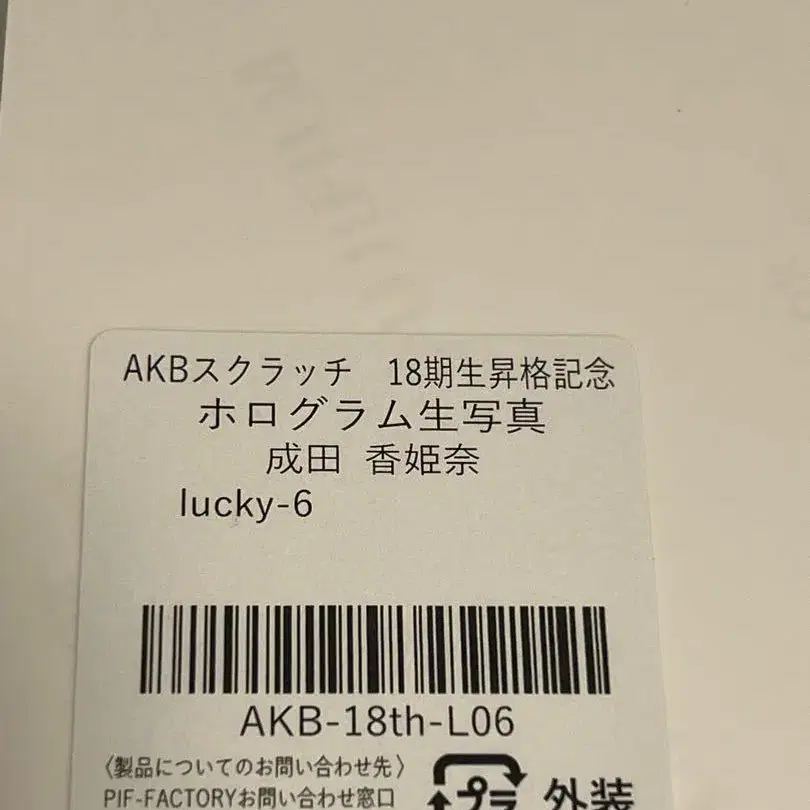 AKBスクラッチ　18期生昇格記念
ホログラム生写真
成田 香姫奈
lucky-6
AKB-18th-L06
〈製品についてのお問い合わせ先〉
PIF-FACTORYお問い合わせ窓口
プラ 外装